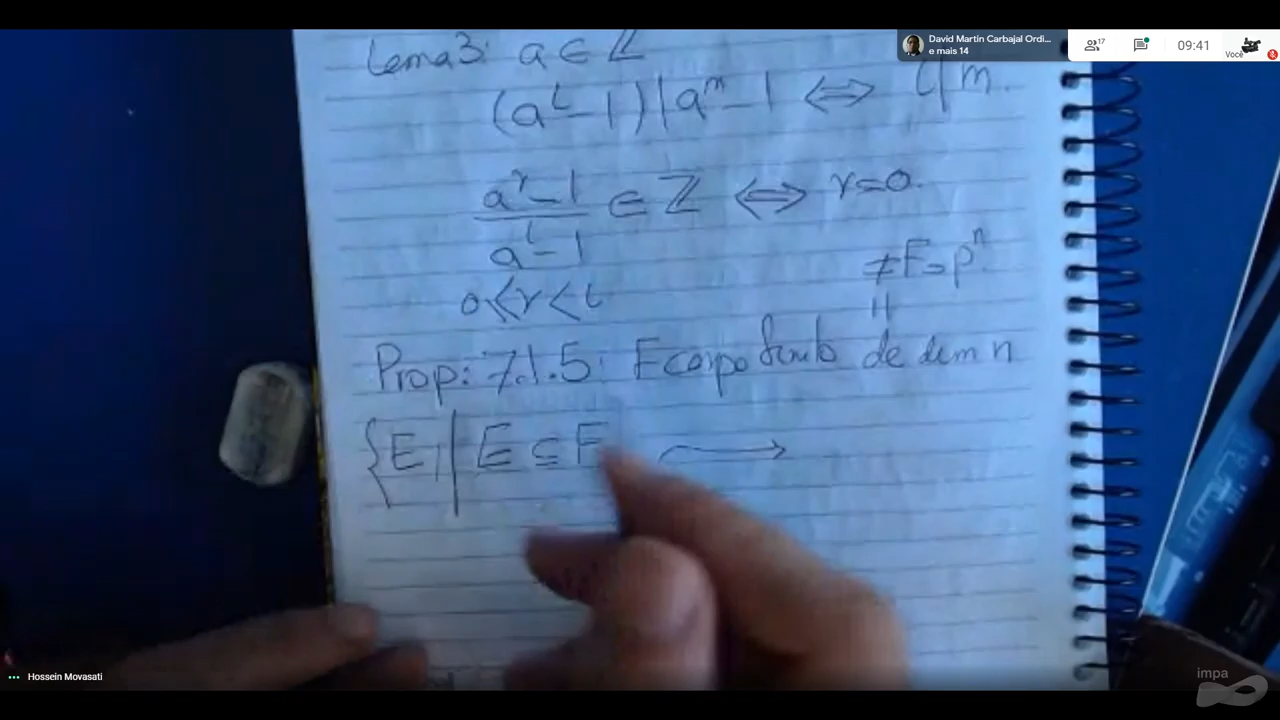 David Martin Carbajal Ordi...
e mais 14
17
09:41
Você
Lema 3: a ∈ ℤ
(a^l - 1) | a^m - 1 ⟺ l | m.
a^r - 1 / a^l - 1 ∈ ℤ ⟺ r = 0.
0 ≤ r < l
≠ F = p^n.
Prop: 7.1.5: F corpo finito de dim n
{E | E ⊆ F →
Hossein Movasati
impa